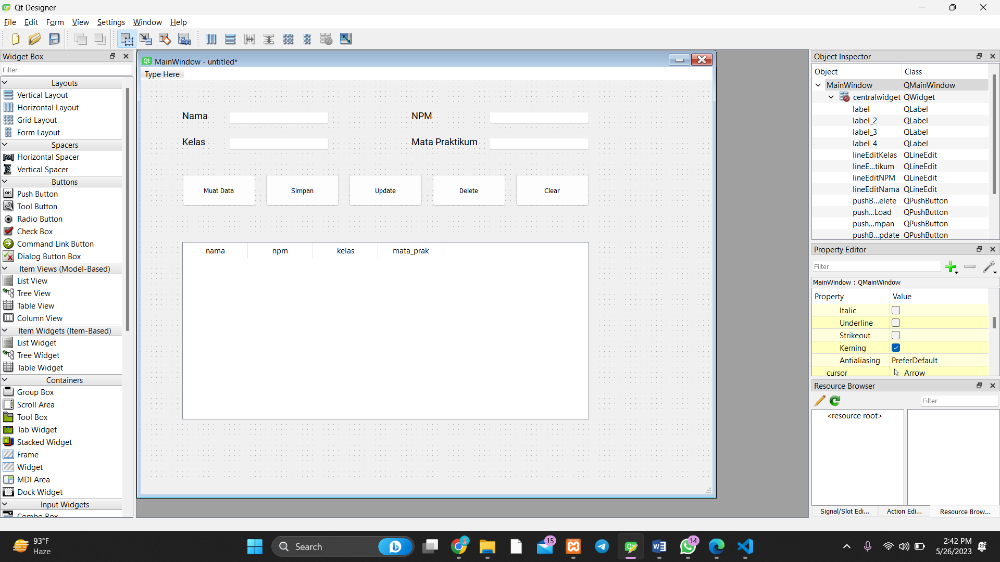 Qt Designer
File Edit Form View Settings Window Help
Widget Box
Filter
Layouts
Vertical Layout
Horizontal Layout
Grid Layout
Form Layout
Spacers
Horizontal Spacer
Vertical Spacer
Buttons
Push Button
Tool Button
Radio Button
Check Box
Command Link Button
Dialog Button Box
Item Views (Model-Based)
List View
Tree View
Table View
Column View
Item Widgets (Item-Based)
List Widget
Tree Widget
Table Widget
Containers
Group Box
Scroll Area
Tool Box
Tab Widget
Stacked Widget
Frame
Widget
MDI Area
Dock Widget
Input Widgets
Combo Box
MainWindow - untitled*
Type Here
Nama NPM
Kelas Mata Praktikum
Muat Data Simpan Update Delete Clear
nama npm kelas mata_prak
Object Inspector
Object Class
MainWindow QMainWindow
centralwidget QWidget
label QLabel
label_2 QLabel
label_3 QLabel
label_4 QLabel
lineEditKelas QLineEdit
lineE...tikum QLineEdit
lineEditNPM QLineEdit
lineEditNama QLineEdit
pushB...elete QPushButton
push...Load QPushButton
push...mpan QPushButton
pushB...pdate QPushButton
Property Editor
Filter
MainWindow : QMainWindow
Property Value
Italic
Underline
Strikeout
Kerning
Antialiasing PreferDefault
cursor Arrow
Resource Browser
Filter
<resource root>
Signal/Slot Edi... Action Edi... Resource Brow...
93°F
Haze
Search
15
14
2:42 PM
5/26/2023